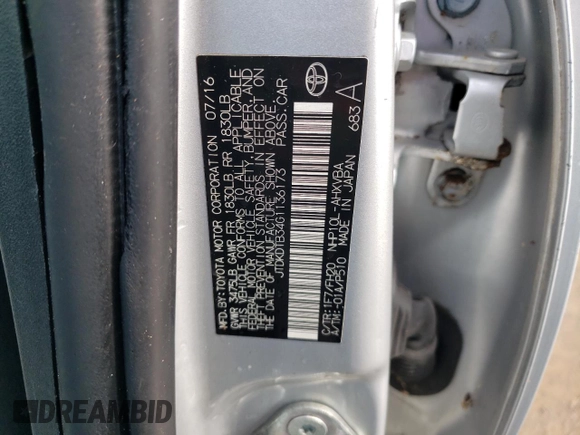 MFD.BY:TOYOTA MOTOR CORPORATION 07/16
GVWR 3475LB GAWR FR 1830LB RR 1830LB
THIS VEHICLE CONFORMS TO ALL APPLICABLE
FEDERAL MOTOR VEHICLE SAFETY, BUMPER, AND
THEFT PREVENTION STANDARDS IN EFFECT ON
THE DATE OF MANUFACTURE SHOWN ABOVE.
JTDKDTB34G1136173 PASS.CAR
C/TR:1F7/FH20 NHP10L-AHXVBA
A/TM:-01A/P510 MADE IN JAPAN 683 A
DREAMBID